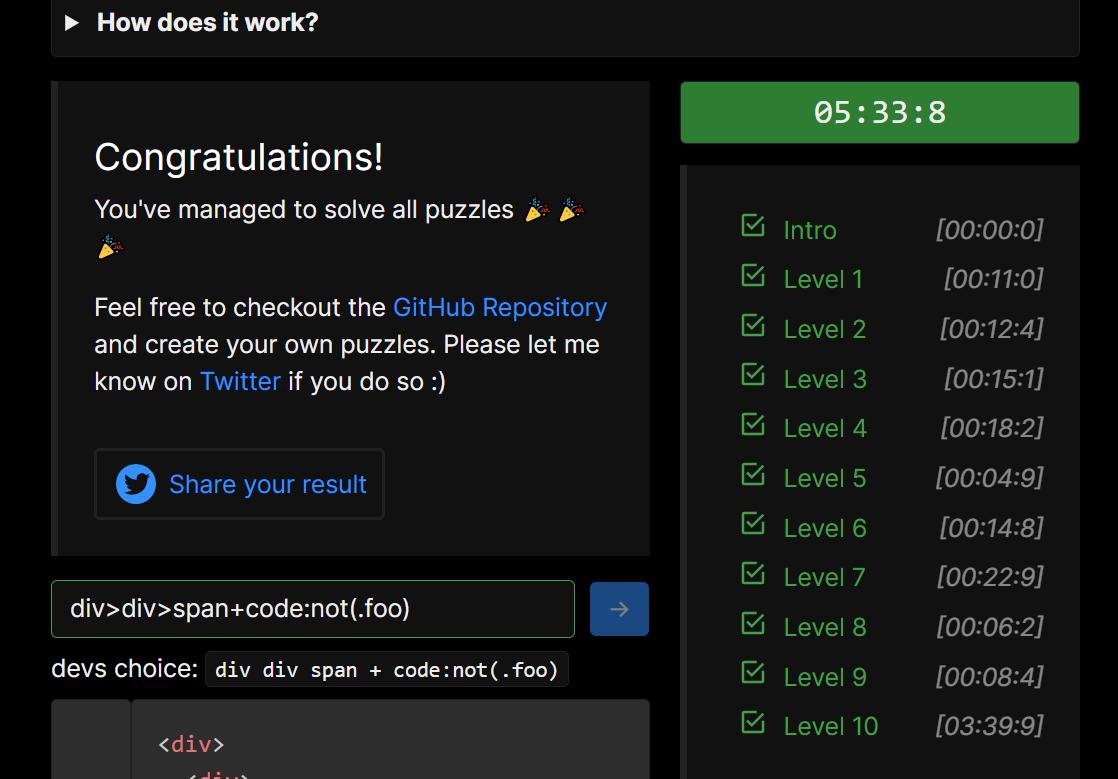 How does it work?
Congratulations!
You've managed to solve all puzzles 🎉 🎉
🎉
Feel free to checkout the GitHub Repository
and create your own puzzles. Please let me
know on Twitter if you do so :)
Share your result
div>div>span+code:not(.foo)
devs choice: div div span + code:not(.foo)
<div>
<div>
05:33:8
Intro [00:00:0]
Level 1 [00:11:0]
Level 2 [00:12:4]
Level 3 [00:15:1]
Level 4 [00:18:2]
Level 5 [00:04:9]
Level 6 [00:14:8]
Level 7 [00:22:9]
Level 8 [00:06:2]
Level 9 [00:08:4]
Level 10 [03:39:9]